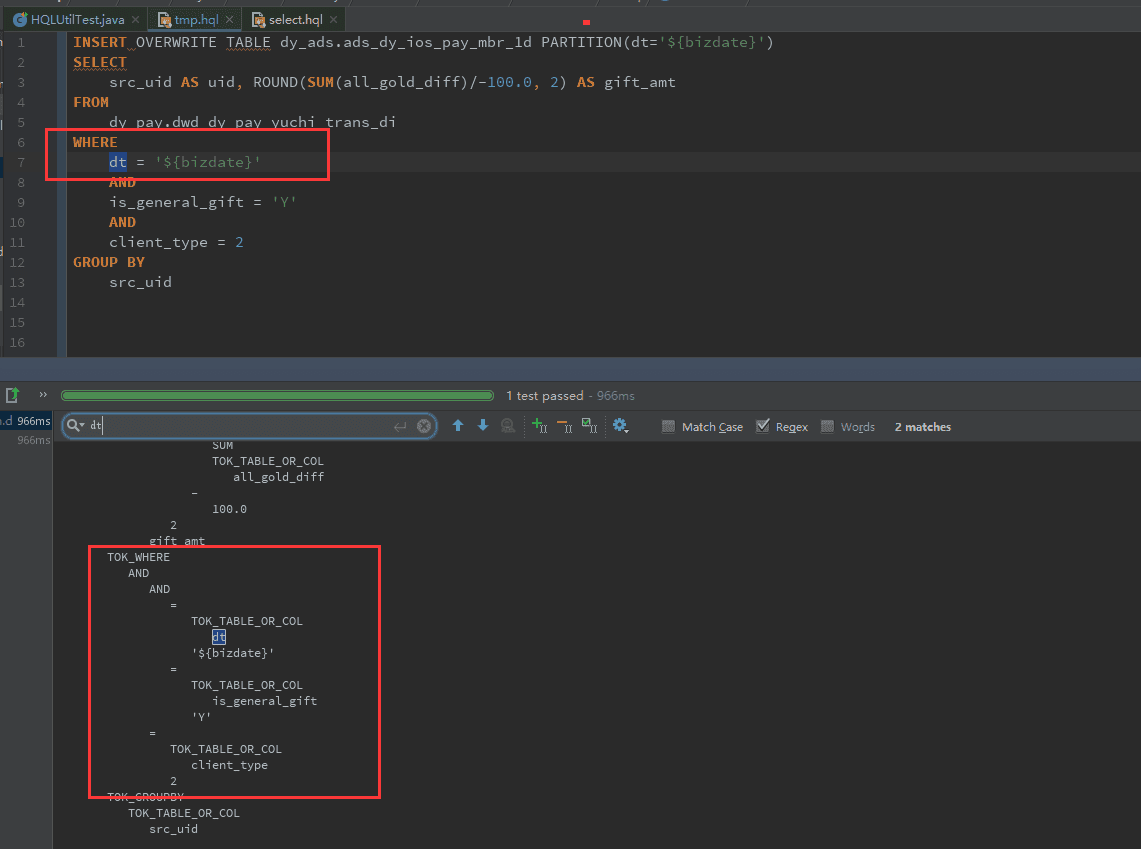 HQLUtilTest.java
tmp.hql
select.hql
1 INSERT OVERWRITE TABLE dy_ads.ads_dy_ios_pay_mbr_1d PARTITION(dt='${bizdate}')
2 SELECT
3 src_uid AS uid, ROUND(SUM(all_gold_diff)/-100.0, 2) AS gift_amt
4 FROM
5 dy_pay.dwd_dy_pay_yuchi_trans_di
6 WHERE
7 dt = '${bizdate}'
8 AND
9 is_general_gift = 'Y'
10 AND
11 client_type = 2
12 GROUP BY
13 src_uid
14
15
16
1 test passed - 966ms
966ms
dt
Match Case
Regex
Words
2 matches
966ms
SUM
TOK_TABLE_OR_COL
all_gold_diff
-
100.0
2
gift_amt
TOK_WHERE
AND
AND
=
TOK_TABLE_OR_COL
dt
'${bizdate}'
=
TOK_TABLE_OR_COL
is_general_gift
'Y'
=
TOK_TABLE_OR_COL
client_type
2
TOK_GROUPBY
TOK_TABLE_OR_COL
src_uid